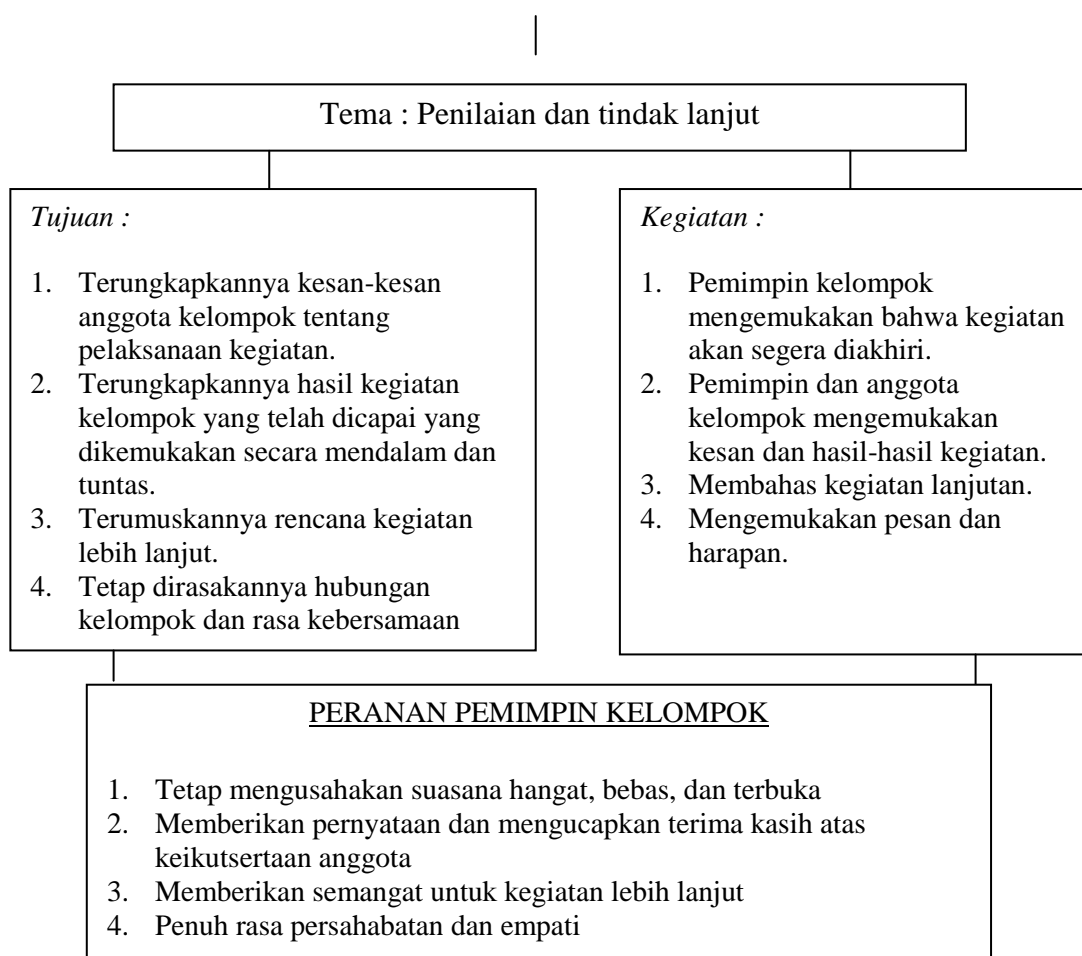 Tema : Penilaian dan tindak lanjut
Tujuan :
1. Terungkapkannya kesan-kesan
anggota kelompok tentang
pelaksanaan kegiatan.
2. Terungkapkannya hasil kegiatan
kelompok yang telah dicapai yang
dikemukakan secara mendalam dan
tuntas.
3. Terumuskannya rencana kegiatan
lebih lanjut.
4. Tetap dirasakannya hubungan
kelompok dan rasa kebersamaan
Kegiatan :
1. Pemimpin kelompok
mengemukakan bahwa kegiatan
akan segera diakhiri.
2. Pemimpin dan anggota
kelompok mengemukakan
kesan dan hasil-hasil kegiatan.
3. Membahas kegiatan lanjutan.
4. Mengemukakan pesan dan
harapan.
PERANAN PEMIMPIN KELOMPOK
1. Tetap mengusahakan suasana hangat, bebas, dan terbuka
2. Memberikan pernyataan dan mengucapkan terima kasih atas
keikutsertaan anggota
3. Memberikan semangat untuk kegiatan lebih lanjut
4. Penuh rasa persahabatan dan empati